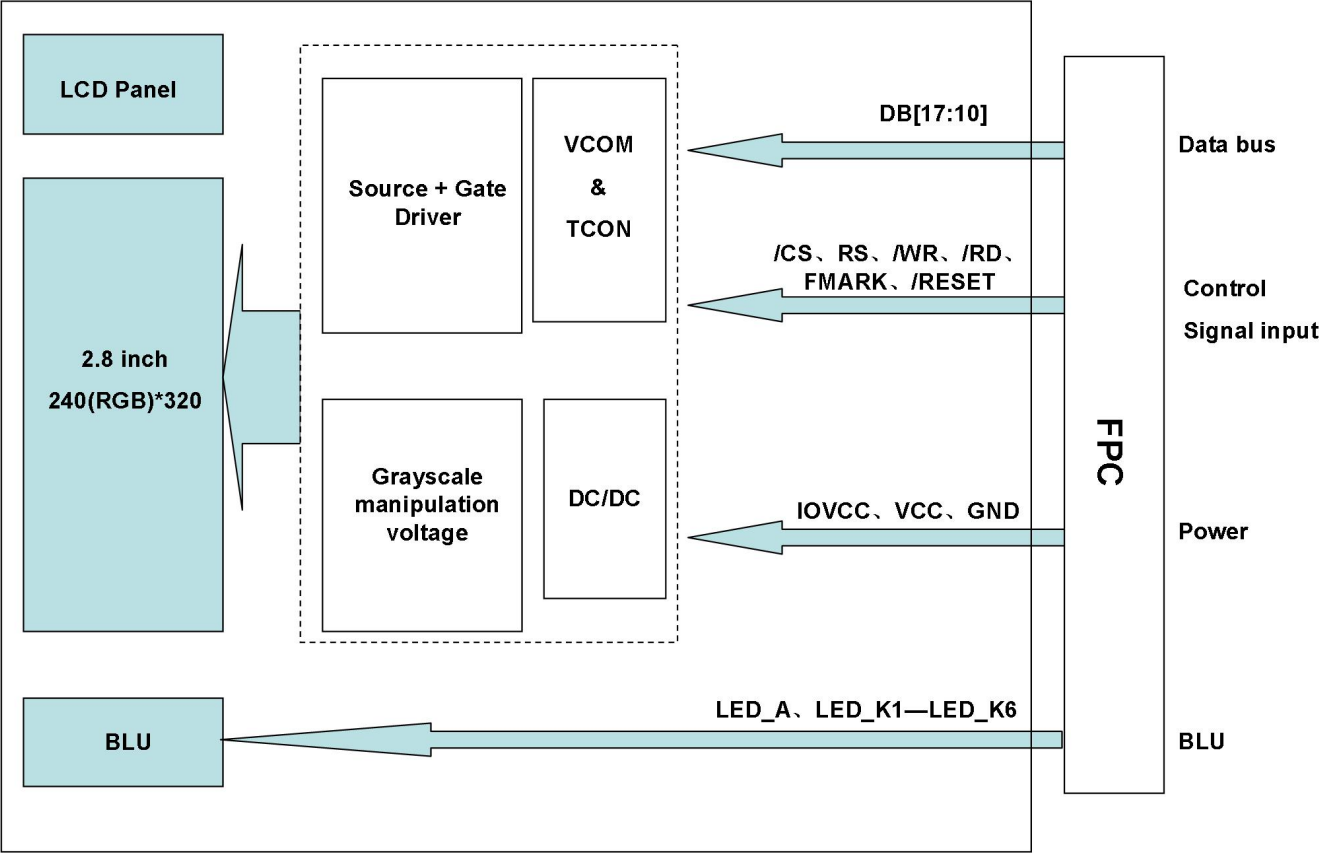 LCD Panel
2.8 inch
240(RGB)*320
BLU
Source + Gate
Driver
VCOM
&
TCON
Grayscale
manipulation
voltage
DC/DC
DB[17:10]
/CS、RS、/WR、/RD、
FMARK、/RESET
IOVCC、VCC、GND
LED_A、LED_K1—LED_K6
FPC
Data bus
Control
Signal input
Power
BLU